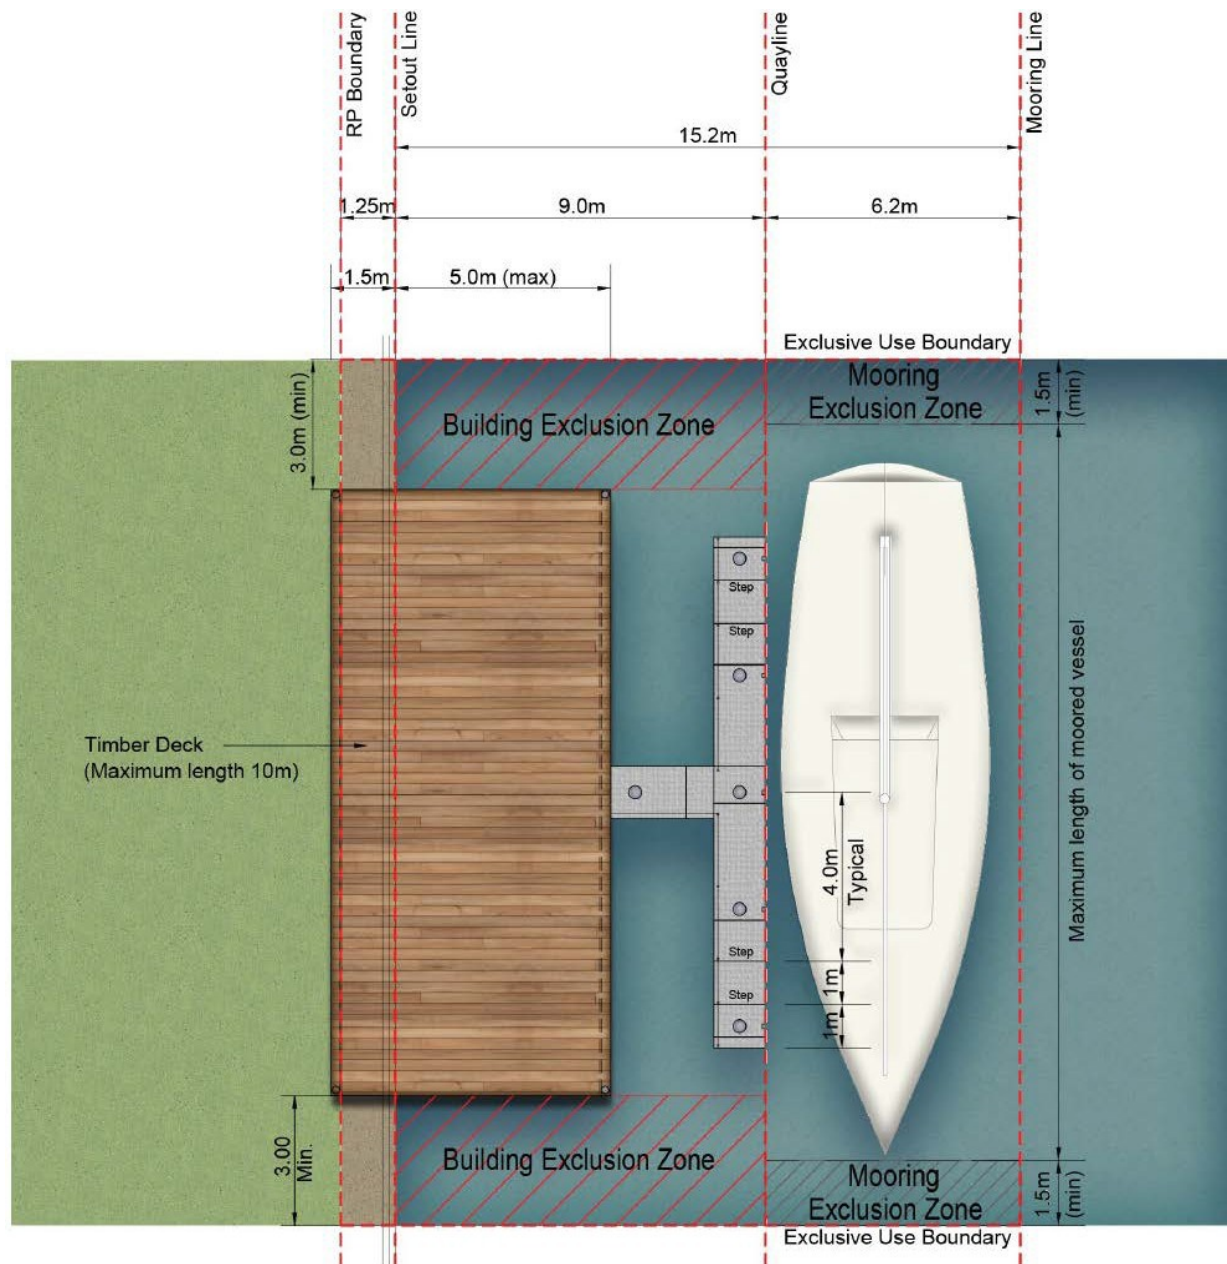 RP Boundary
Setout Line
Quayline
Mooring Line
15.2m
1.25m
9.0m
6.2m
1.5m
5.0m (max)
Exclusive Use Boundary
3.0m (min)
Building Exclusion Zone
Mooring
Exclusion Zone
1.5m
(min)
Step
Step
Timber Deck
(Maximum length 10m)
Maximum length of moored vessel
4.0m
Typical
Step
Step
1m
1m
3.00
Min.
Building Exclusion Zone
Mooring
Exclusion Zone
1.5m
(min)
Exclusive Use Boundary